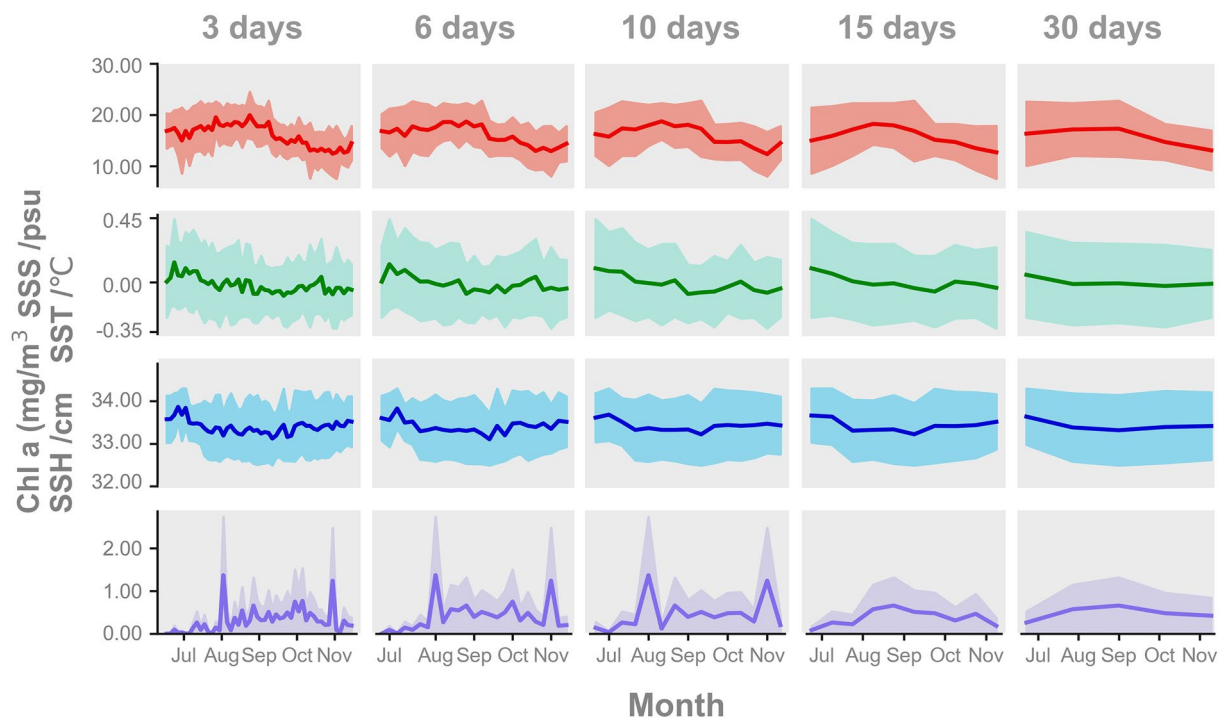 3 days 6 days 10 days 15 days 30 days
30.00
20.00
10.00
0.45
0.00
-0.35
34.00
33.00
32.00
2.00
1.00
0.00
Chl a (mg/m³ SSS /psu
SSH /cm SST /°C
Jul Aug Sep Oct Nov Jul Aug Sep Oct Nov Jul Aug Sep Oct Nov Jul Aug Sep Oct Nov Jul Aug Sep Oct Nov
Month